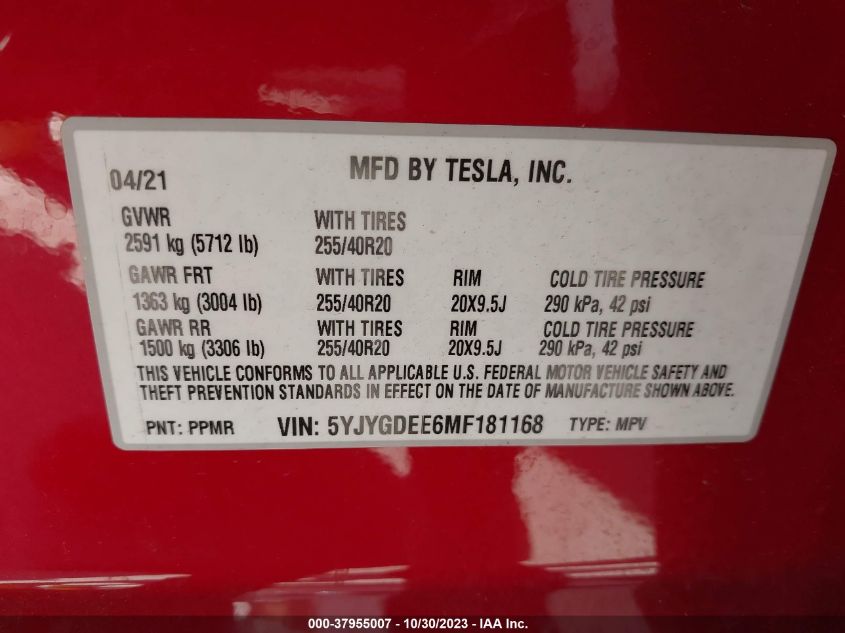 04/21 MFD BY TESLA, INC.
GVWR WITH TIRES
2591 kg (5712 lb) 255/40R20
GAWR FRT WITH TIRES RIM COLD TIRE PRESSURE
1363 kg (3004 lb) 255/40R20 20X9.5J 290 kPa, 42 psi
GAWR RR WITH TIRES RIM COLD TIRE PRESSURE
1500 kg (3306 lb) 255/40R20 20X9.5J 290 kPa, 42 psi
THIS VEHICLE CONFORMS TO ALL APPLICABLE U.S. FEDERAL MOTOR VEHICLE SAFETY AND
THEFT PREVENTION STANDARDS IN EFFECT ON THE DATE OF MANUFACTURE SHOWN ABOVE.
PNT: PPMR VIN: 5YJYGDEE6MF181168 TYPE: MPV
000-37955007 - 10/30/2023 - IAA Inc.